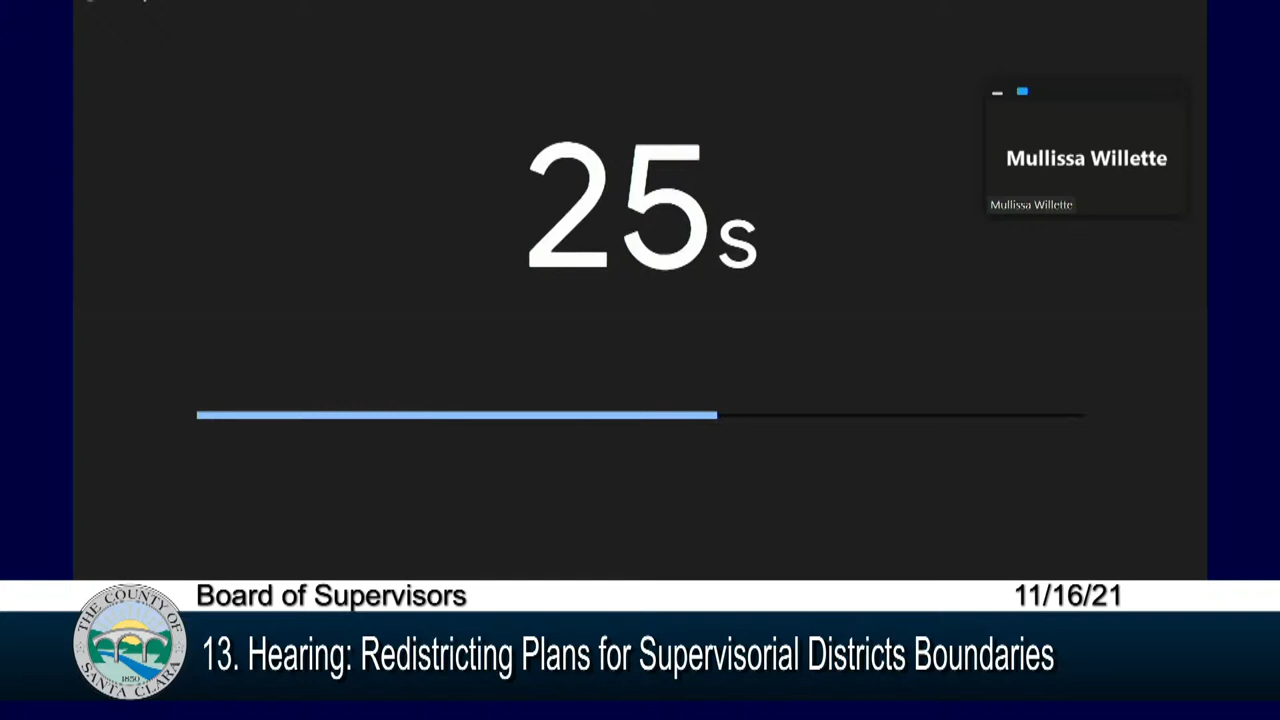 25s
Mullissa Willette
Mullissa Willette
Board of Supervisors
11/16/21
13. Hearing: Redistricting Plans for Supervisorial Districts Boundaries
THE COUNTY OF
SANTA CLARA
1850